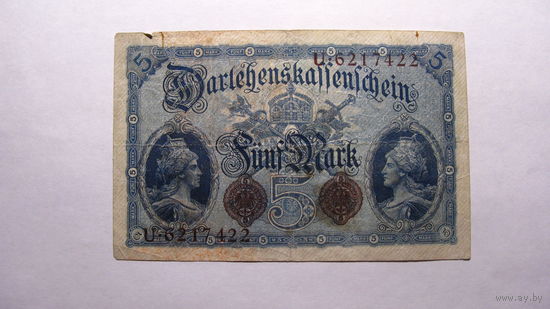 5 5
U·6217422
Darlehenskassenschein
Fünf Mark
5
U·6217422
www.ay.by